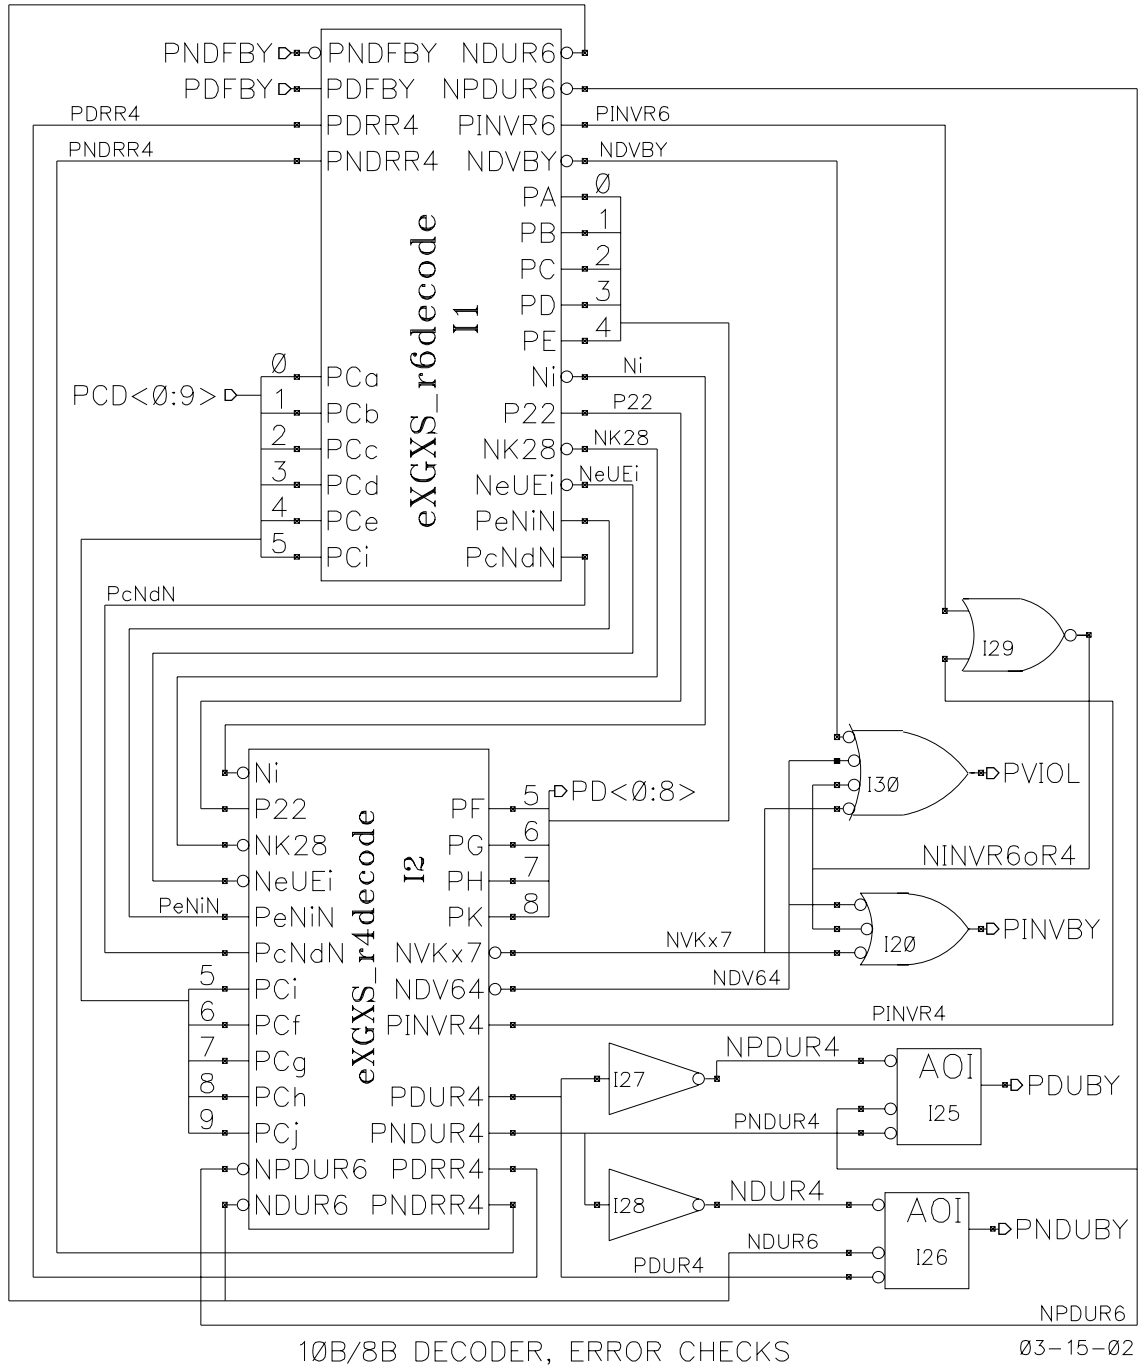 PNDFBY PNDFBY NDUR6
PDFBY PDFBY NPDUR6
PDRR4 PDRR4 PINVR6 PINVR6
PNDRR4 PNDRR4 NDVBY NDVBY
PA Ø
PB 1
PC 2
PD 3
PE 4
eXGXS_r6decode
I1
Ø PCa Ni Ni
PCD<Ø:9>
1 PCb P22 P22
2 PCc NK28 NK28
3 PCd NeUEi NeUEi
4 PCe PeNiN
5 PCi PcNdN
PcNdN
I29
Ni
P22 PF 5 PD<Ø:8>
NK28 PG 6
NeUEi PH 7
PeNiN PeNiN PK 8
PcNdN NVKx7 NVKx7
eXGXS_r4decode
I2
I3Ø PVIOL
NINVR6oR4
I2Ø PINVBY
5 PCi NDV64 NDV64
6 PCf PINVR4 PINVR4
7 PCg
8 PCh PDUR4
9 PCj PNDUR4 PNDUR4
NPDUR6 PDRR4
NDUR6 PNDRR4
I27 NPDUR4 AOI I25 PDUBY
I28 NDUR4 AOI I26 PNDUBY
NDUR6
PDUR4
NPDUR6
1ØB/8B DECODER, ERROR CHECKS
Ø3-15-Ø2